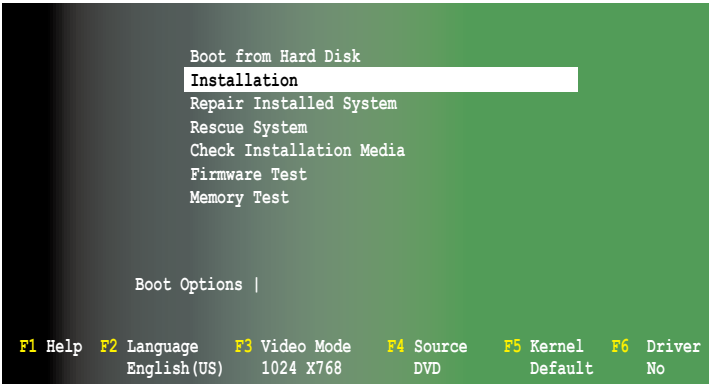 Boot from Hard Disk
Installation
Repair Installed System
Rescue System
Check Installation Media
Firmware Test
Memory Test
Boot Options |
F1 Help F2 Language F3 Video Mode F4 Source F5 Kernel F6 Driver
English(US) 1024 X768 DVD Default No